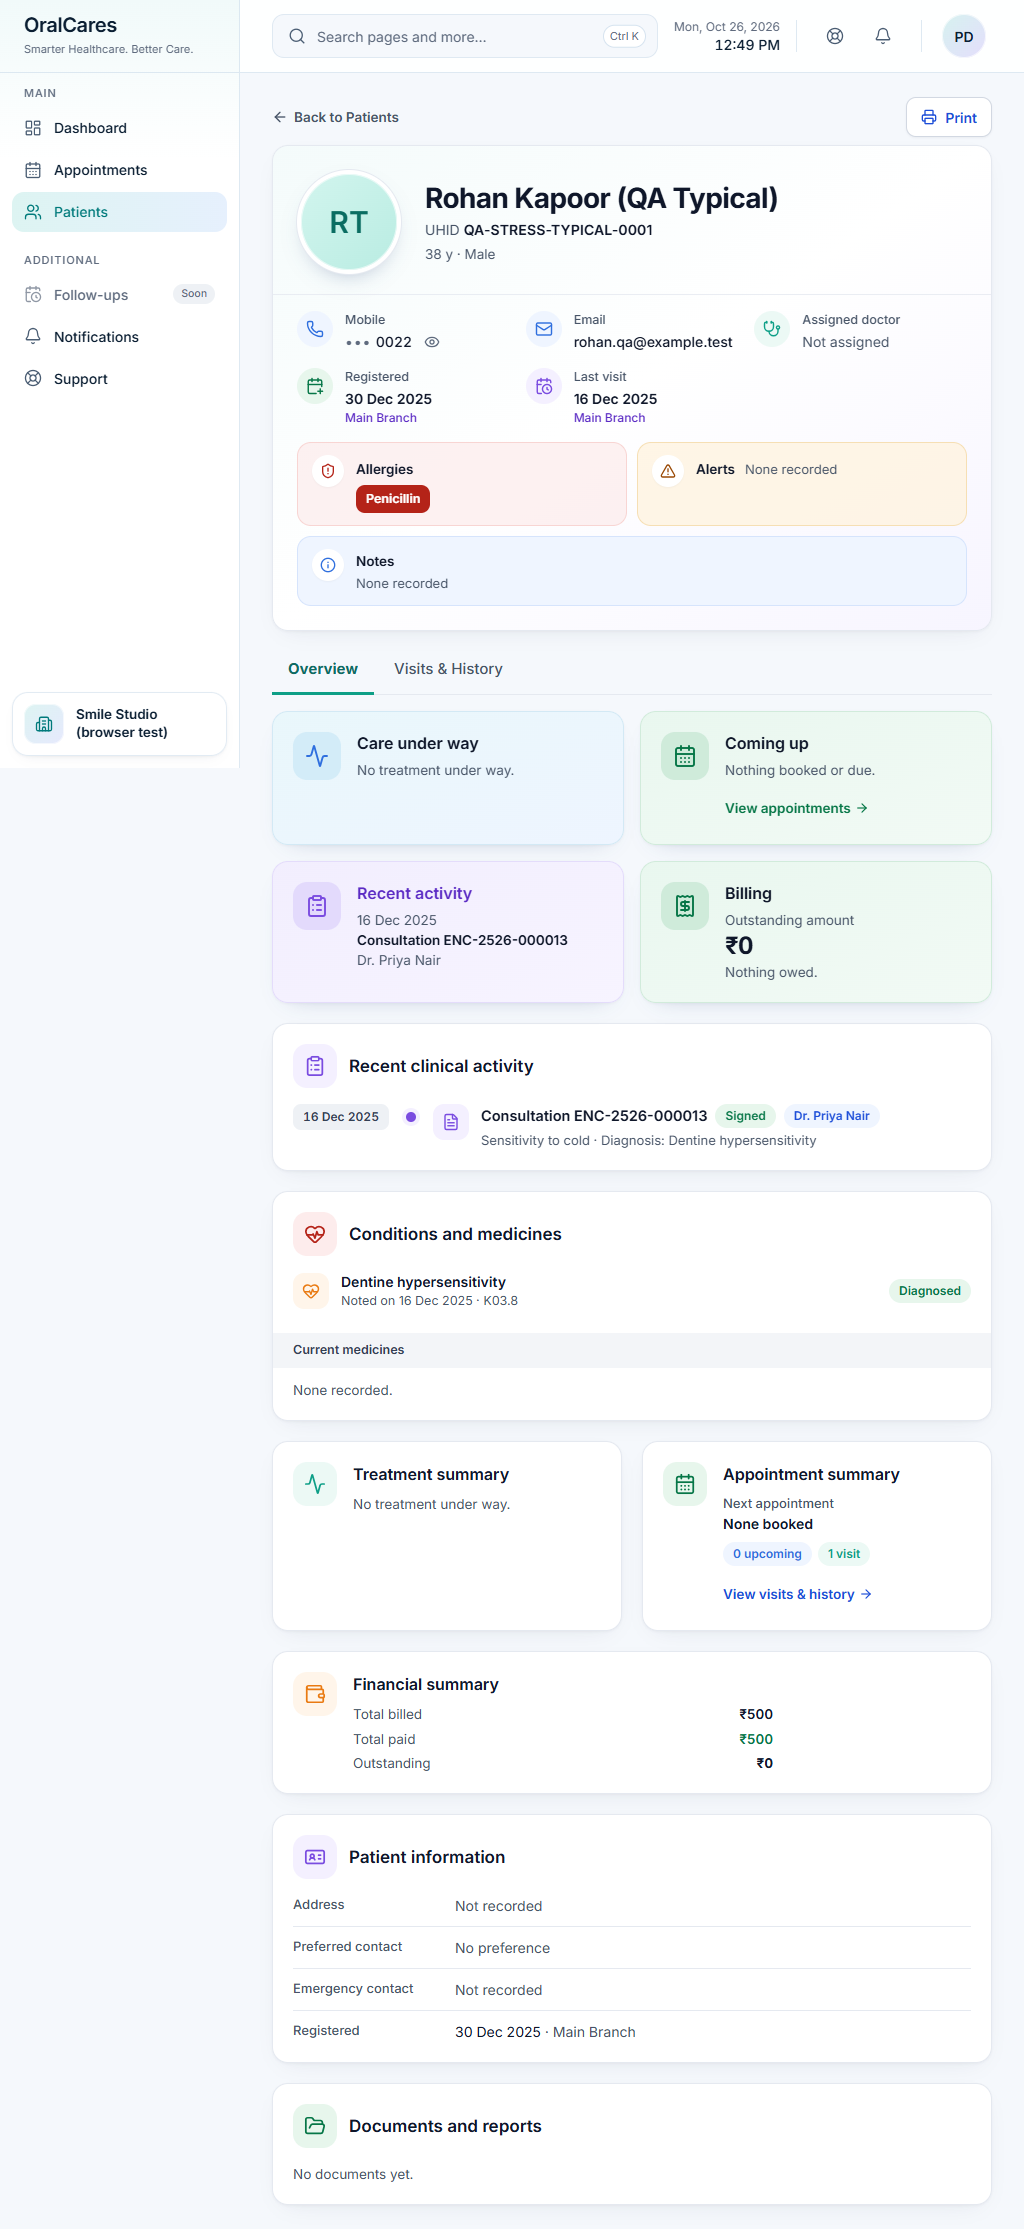 OralCares
Smarter Healthcare. Better Care.
Search pages and more...
Ctrl K
Mon, Oct 26, 2026
12:49 PM
PD
MAIN
Dashboard
Appointments
Patients
ADDITIONAL
Follow-ups
Soon
Notifications
Support
Smile Studio
(browser test)
Back to Patients
Print
RT
Rohan Kapoor (QA Typical)
UHID QA-STRESS-TYPICAL-0001
38 y · Male
Mobile
••• 0022
Email
rohan.qa@example.test
Assigned doctor
Not assigned
Registered
30 Dec 2025
Main Branch
Last visit
16 Dec 2025
Main Branch
Allergies
Penicillin
Alerts None recorded
Notes
None recorded
Overview
Visits & History
Care under way
No treatment under way.
Coming up
Nothing booked or due.
View appointments →
Recent activity
16 Dec 2025
Consultation ENC-2526-000013
Dr. Priya Nair
Billing
Outstanding amount
₹0
Nothing owed.
Recent clinical activity
16 Dec 2025
Consultation ENC-2526-000013 Signed Dr. Priya Nair
Sensitivity to cold · Diagnosis: Dentine hypersensitivity
Conditions and medicines
Dentine hypersensitivity
Noted on 16 Dec 2025 · K03.8
Diagnosed
Current medicines
None recorded.
Treatment summary
No treatment under way.
Appointment summary
Next appointment
None booked
0 upcoming 1 visit
View visits & history →
Financial summary
Total billed ₹500
Total paid ₹500
Outstanding ₹0
Patient information
Address Not recorded
Preferred contact No preference
Emergency contact Not recorded
Registered 30 Dec 2025 · Main Branch
Documents and reports
No documents yet.